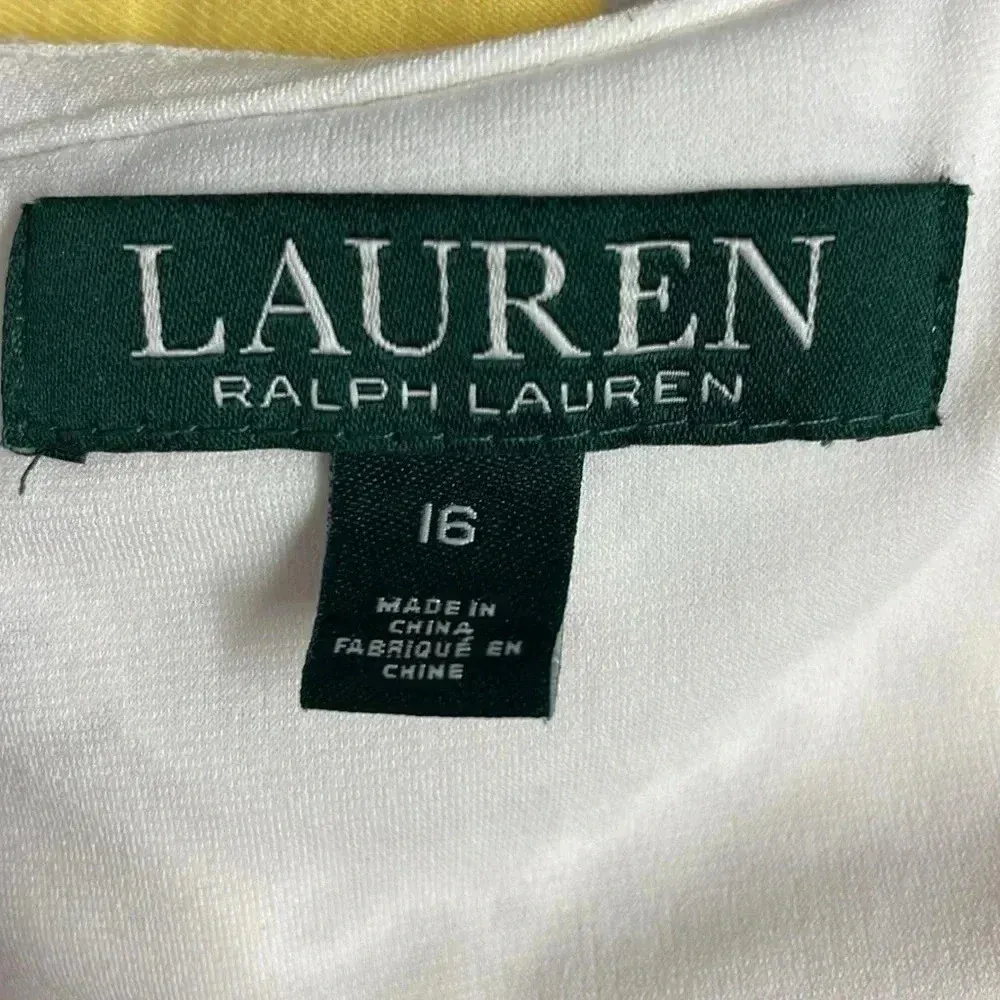 LAUREN
RALPH LAUREN
16
MADE IN
CHINA
FABRIQUÉ EN
CHINE